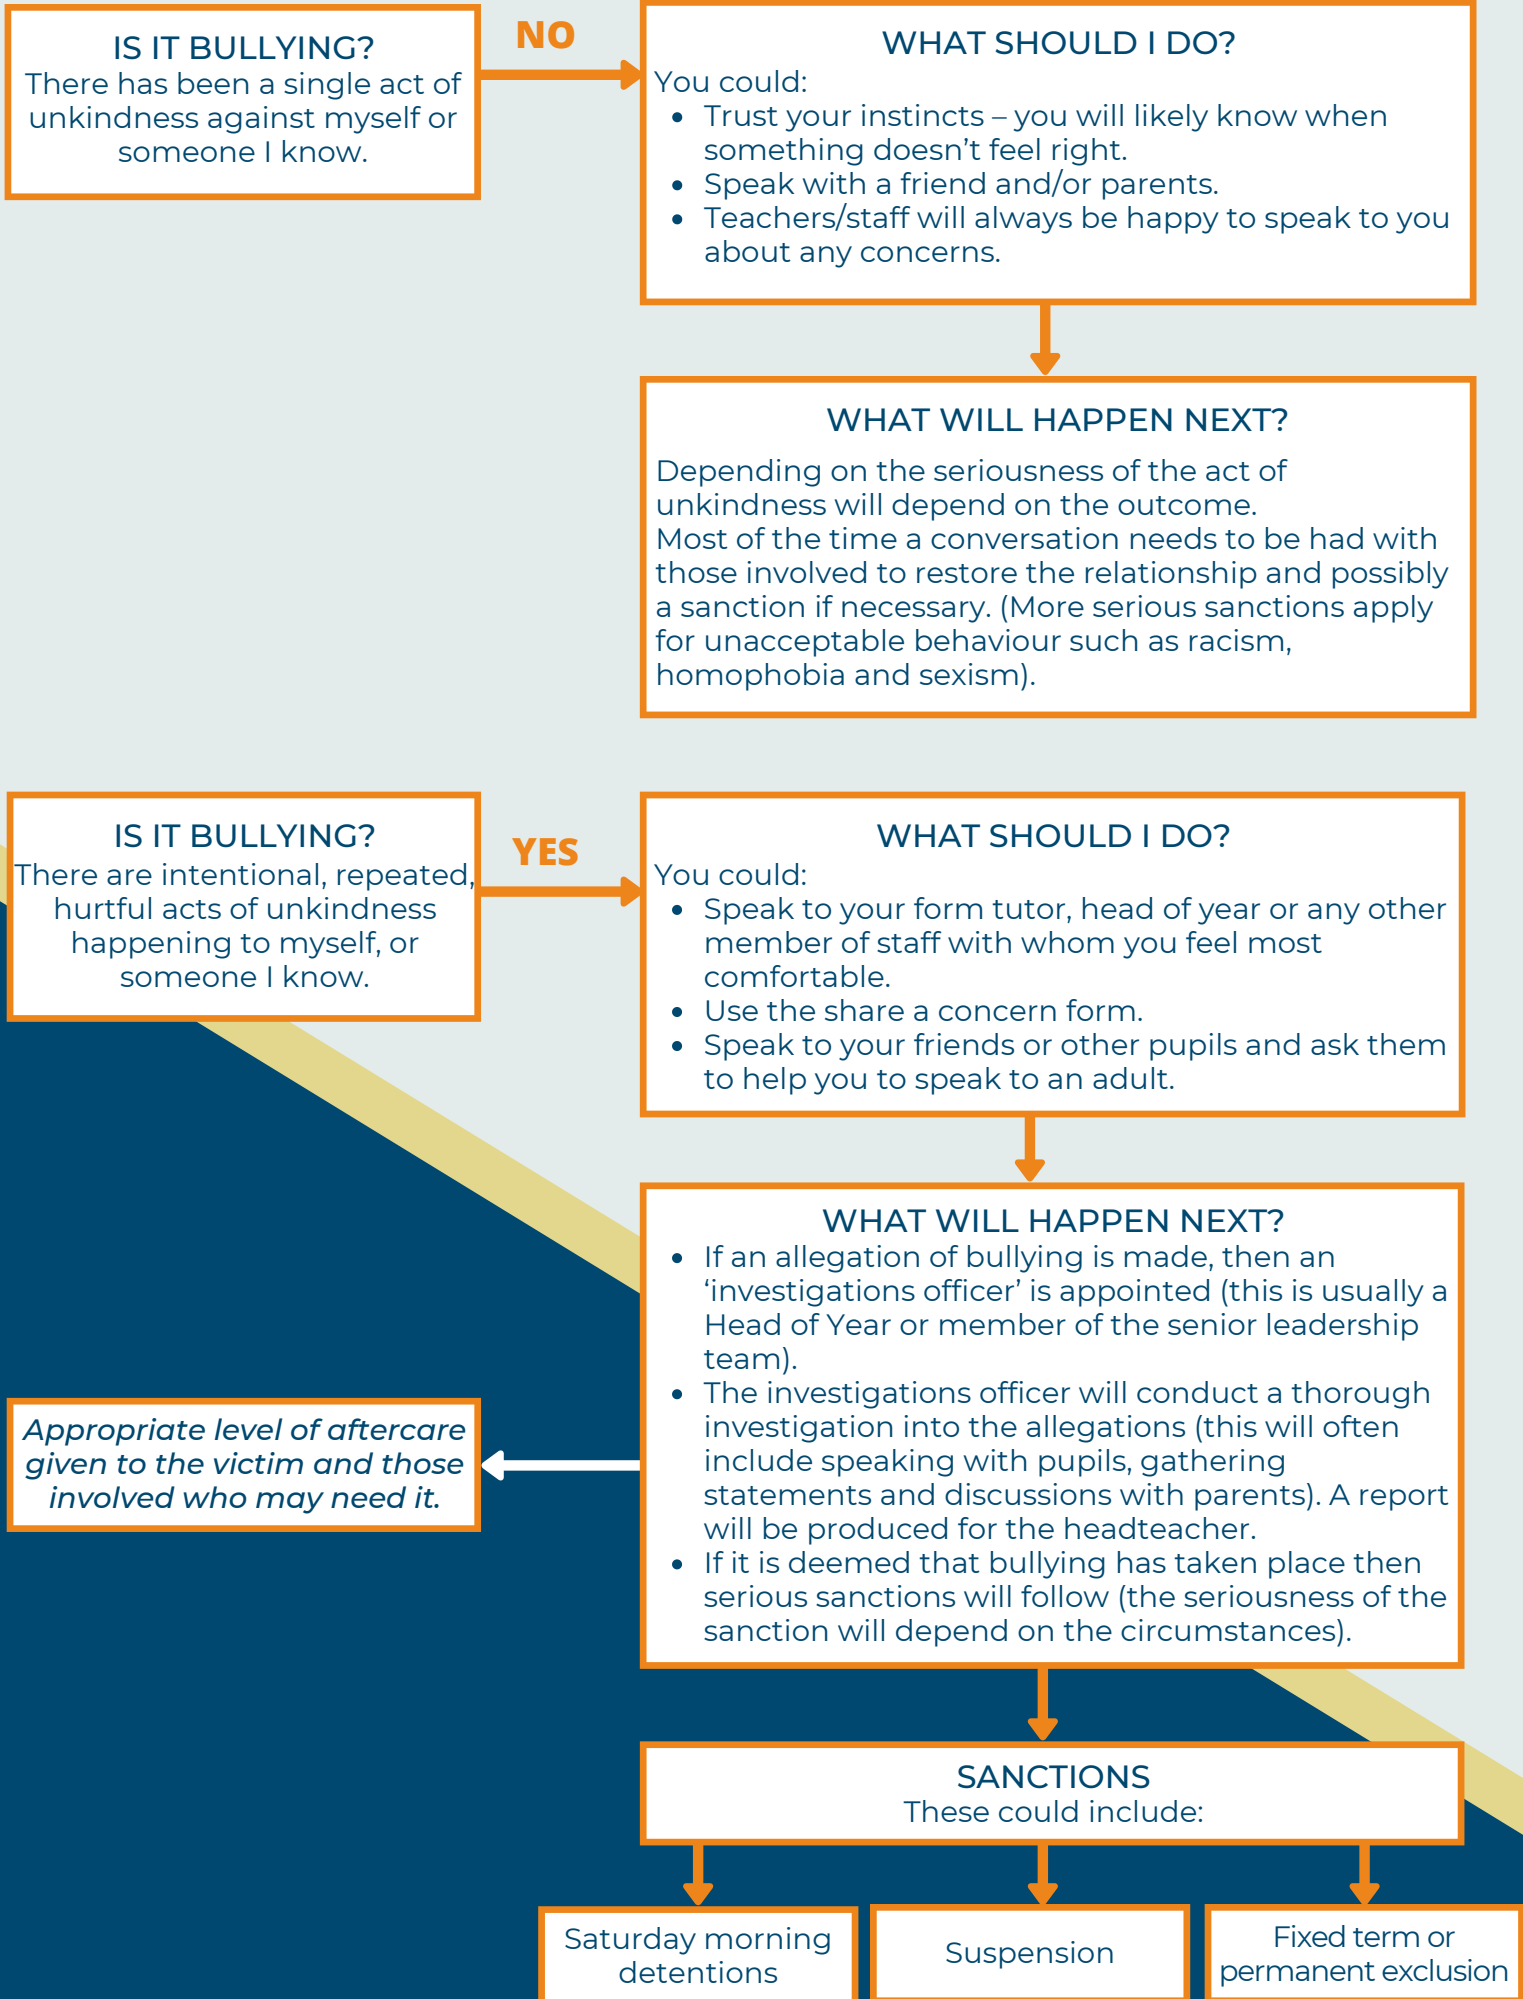 IS IT BULLYING?
There has been a single act of
unkindness against myself or
someone I know.
NO
WHAT SHOULD I DO?
You could:
• Trust your instincts – you will likely know when
something doesn't feel right.
• Speak with a friend and/or parents.
• Teachers/staff will always be happy to speak to you
about any concerns.
WHAT WILL HAPPEN NEXT?
Depending on the seriousness of the act of
unkindness will depend on the outcome.
Most of the time a conversation needs to be had with
those involved to restore the relationship and possibly
a sanction if necessary. (More serious sanctions apply
for unacceptable behaviour such as racism,
homophobia and sexism).
IS IT BULLYING?
There are intentional, repeated,
hurtful acts of unkindness
happening to myself, or
someone I know.
YES
WHAT SHOULD I DO?
You could:
• Speak to your form tutor, head of year or any other
member of staff with whom you feel most
comfortable.
• Use the share a concern form.
• Speak to your friends or other pupils and ask them
to help you to speak to an adult.
WHAT WILL HAPPEN NEXT?
• If an allegation of bullying is made, then an
‘investigations officer’ is appointed (this is usually a
Head of Year or member of the senior leadership
team).
• The investigations officer will conduct a thorough
investigation into the allegations (this will often
include speaking with pupils, gathering
statements and discussions with parents). A report
will be produced for the headteacher.
• If it is deemed that bullying has taken place then
serious sanctions will follow (the seriousness of the
sanction will depend on the circumstances).
Appropriate level of aftercare
given to the victim and those
involved who may need it.
SANCTIONS
These could include:
Saturday morning
detentions
Suspension
Fixed term or
permanent exclusion